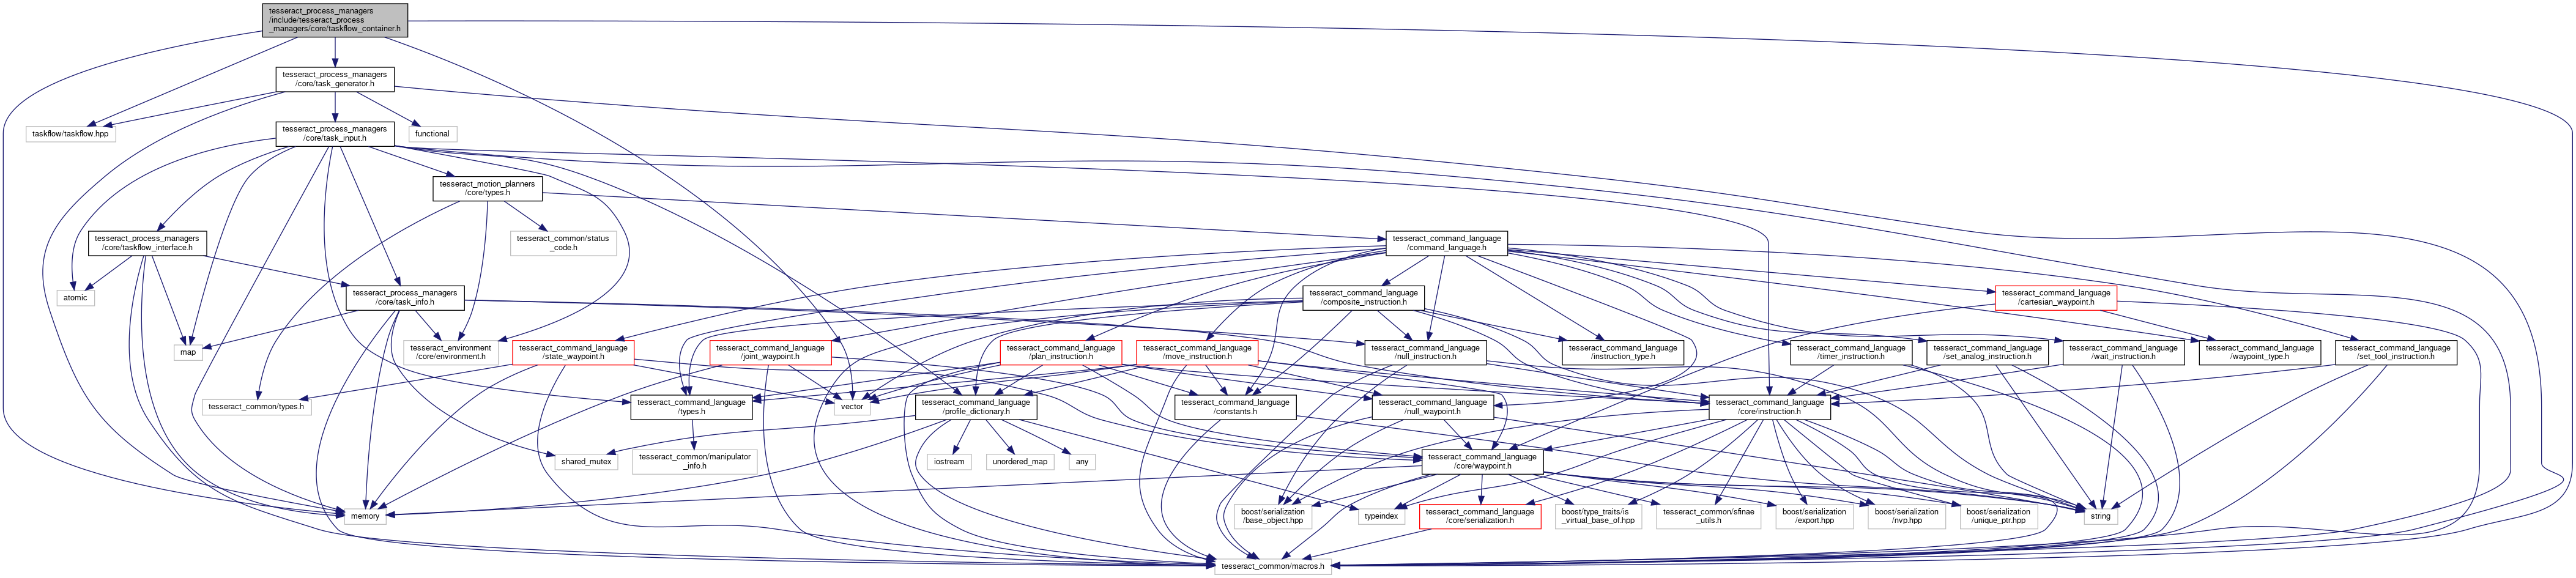 tesseract_process_managers
/include/tesseract_process
_managers/core/taskflow_container.h
tesseract_process_managers
/core/task_generator.h
taskflow/taskflow.hpp
tesseract_process_managers
/core/task_input.h
functional
tesseract_motion_planners
/core/types.h
tesseract_process_managers
/core/taskflow_interface.h
tesseract_common/status
_code.h
tesseract_command_language
/command_language.h
atomic
tesseract_process_managers
/core/task_info.h
tesseract_command_language
/composite_instruction.h
tesseract_command_language
/cartesian_waypoint.h
map
tesseract_environment
/core/environment.h
tesseract_command_language
/state_waypoint.h
tesseract_command_language
/joint_waypoint.h
tesseract_command_language
/plan_instruction.h
tesseract_command_language
/move_instruction.h
tesseract_command_language
/null_instruction.h
tesseract_command_language
/instruction_type.h
tesseract_command_language
/timer_instruction.h
tesseract_command_language
/set_analog_instruction.h
tesseract_command_language
/wait_instruction.h
tesseract_command_language
/waypoint_type.h
tesseract_command_language
/set_tool_instruction.h
tesseract_common/types.h
tesseract_command_language
/types.h
vector
tesseract_command_language
/profile_dictionary.h
tesseract_command_language
/constants.h
tesseract_command_language
/null_waypoint.h
tesseract_command_language
/core/instruction.h
shared_mutex
tesseract_common/manipulator
_info.h
iostream
unordered_map
any
tesseract_command_language
/core/waypoint.h
memory
boost/serialization
/base_object.hpp
typeindex
tesseract_command_language
/core/serialization.h
boost/type_traits/is
_virtual_base_of.hpp
tesseract_common/sfinae
_utils.h
boost/serialization
/export.hpp
boost/serialization
/nvp.hpp
boost/serialization
/unique_ptr.hpp
string
tesseract_common/macros.h